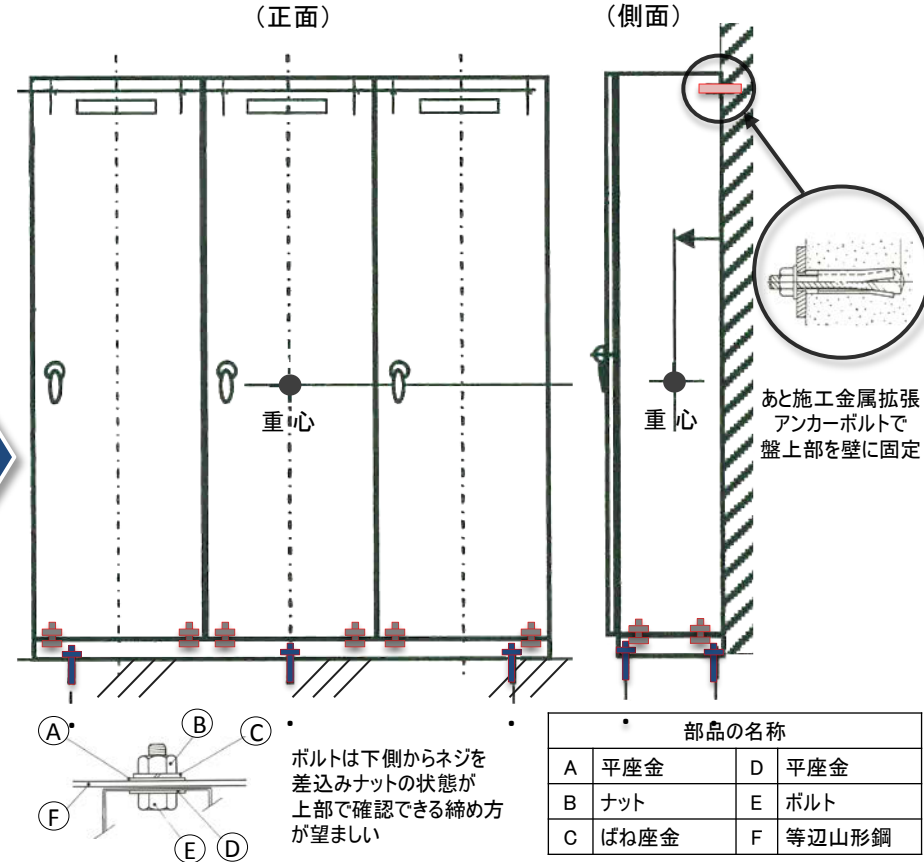 （正面）
（側面）
重心
重心
あと施工金属拡張
アンカーボルトで
盤上部を壁に固定
A
B
C
F
E
D
ボルトは下側からネジを
差込みナットの状態が
上部で確認できる締め方
が望ましい
部品の名称
A 平座金 D 平座金
B ナット E ボルト
C ばね座金 F 等辺山形鋼